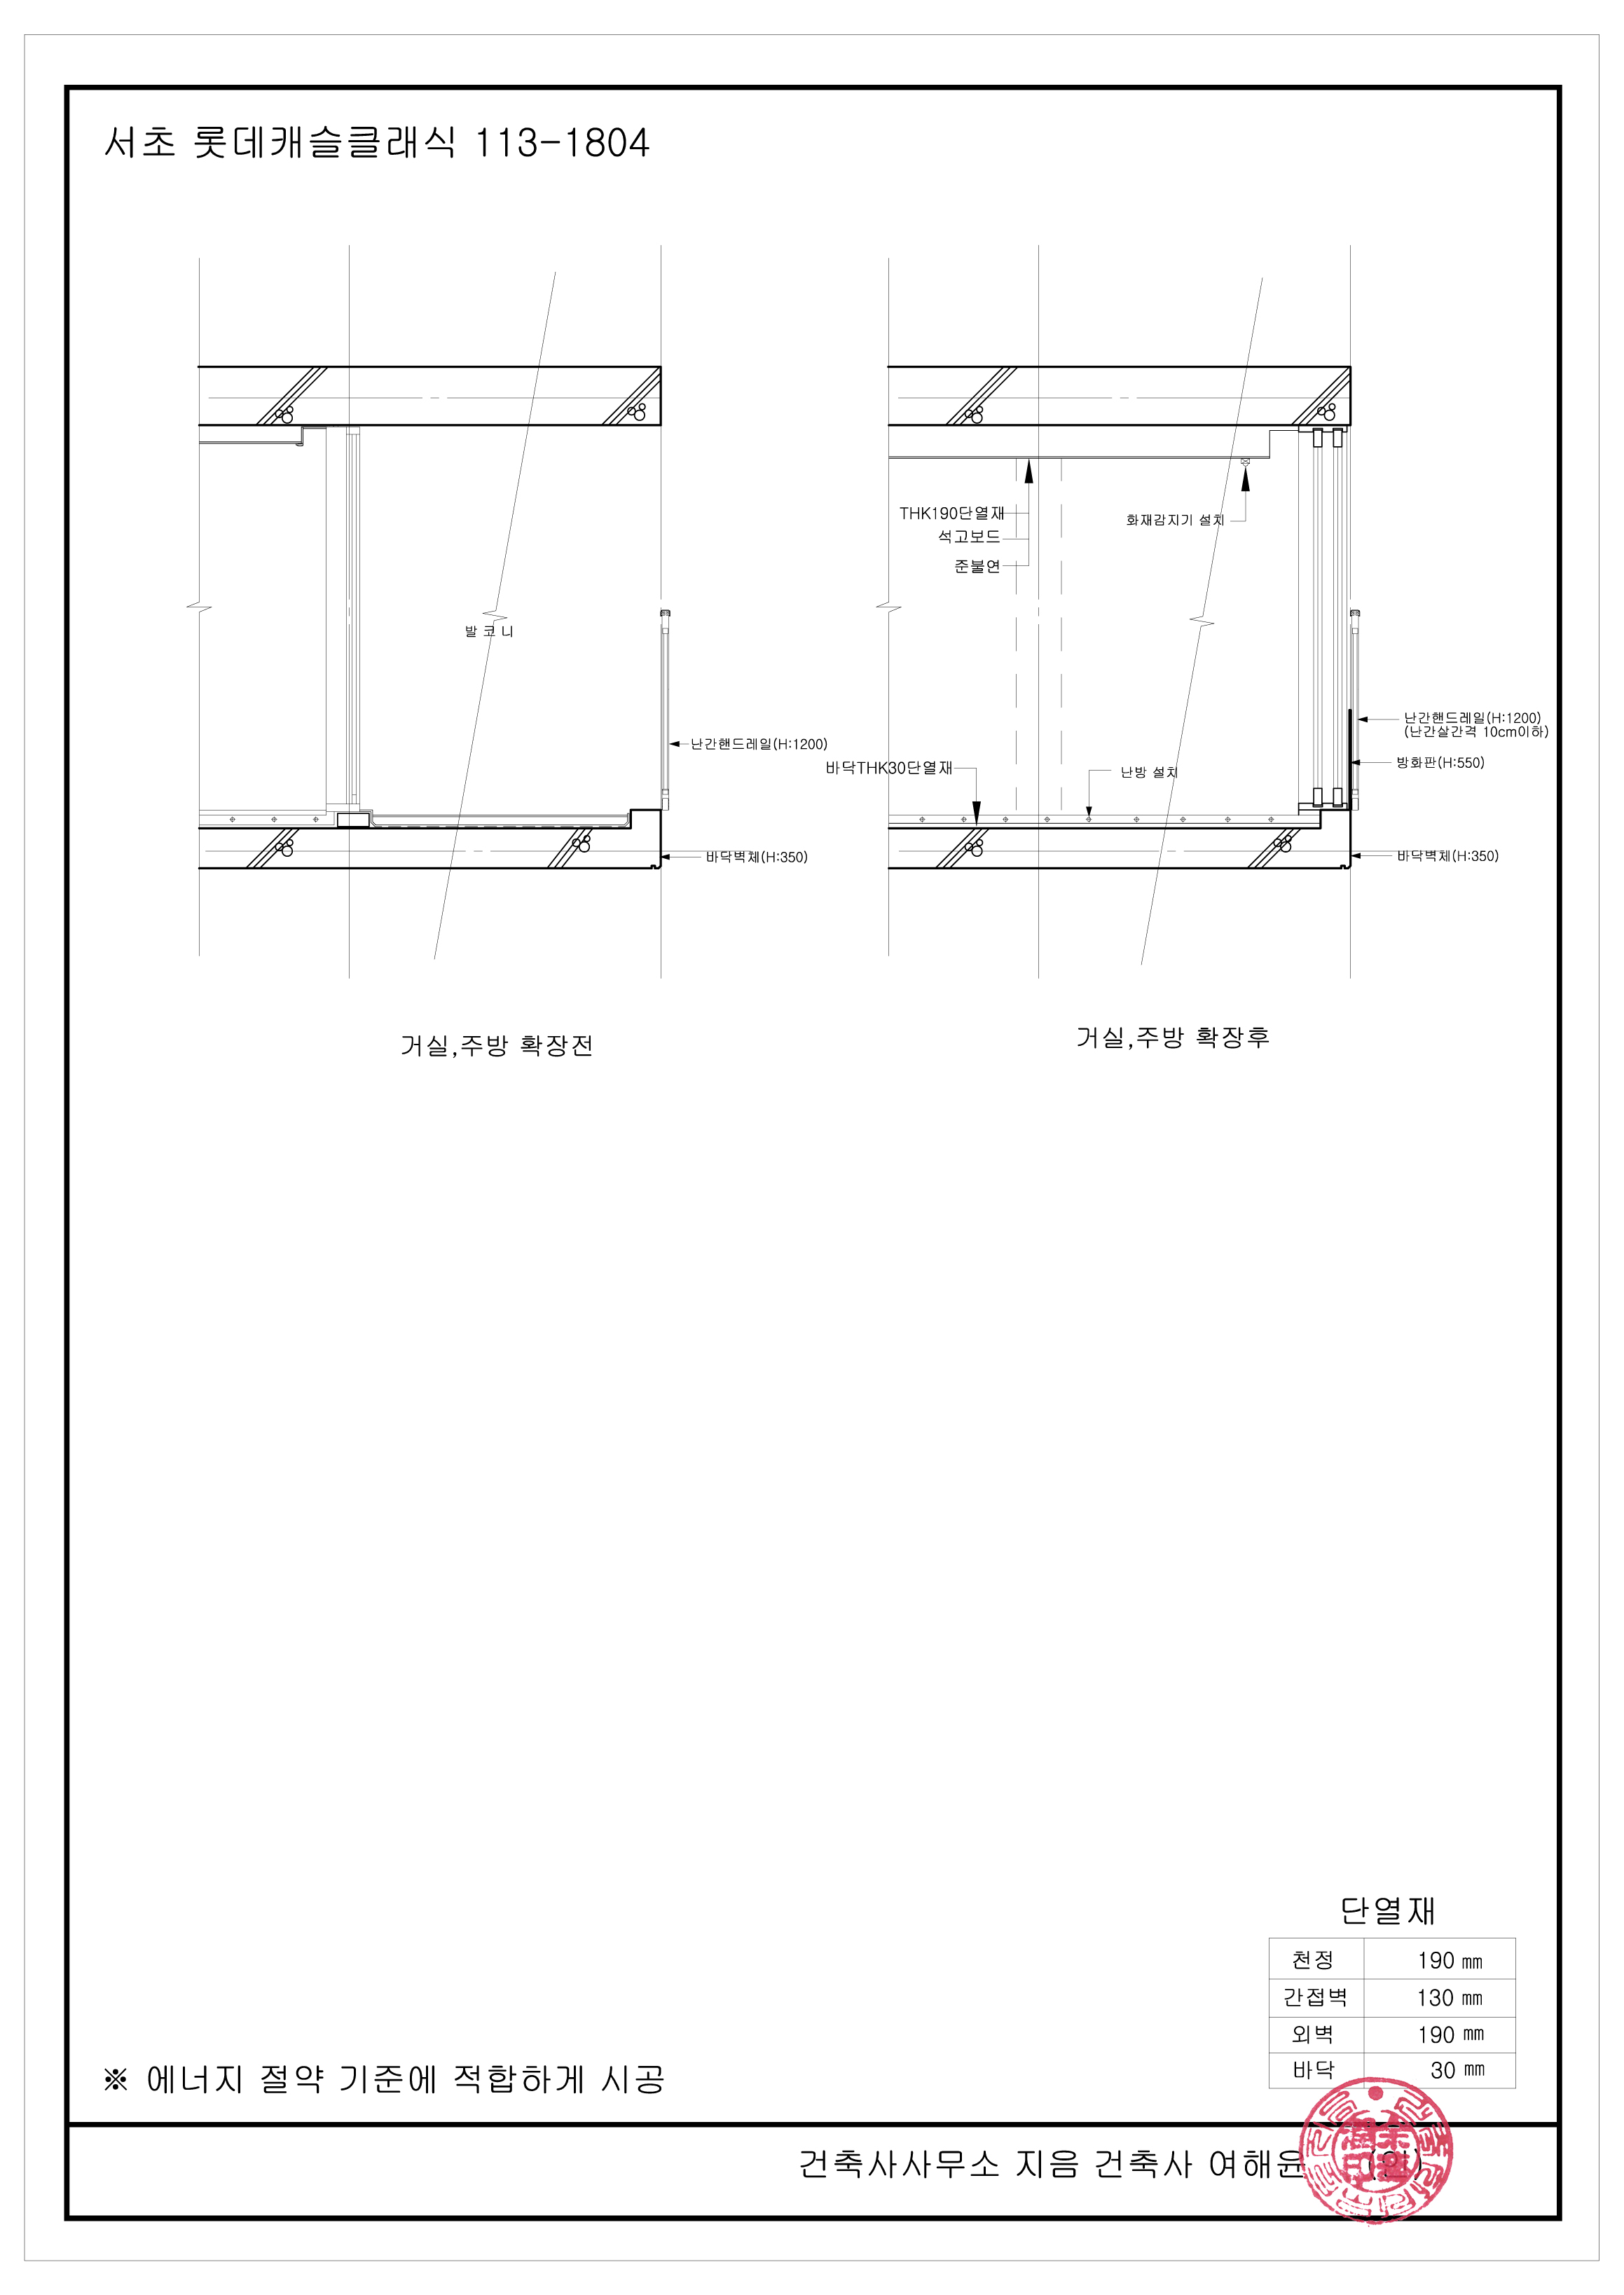 서초 롯데캐슬클래식 113-1804
발 코 니
난간핸드레일(H:1200)
바닥벽체(H:350)
거실,주방 확장전
THK190단열재
석고보드
준불연
화재감지기 설치
난간핸드레일(H:1200)
(난간살간격 10cm이하)
방화판(H:550)
바닥THK30단열재
난방 설치
바닥벽체(H:350)
거실,주방 확장후
단열재
천정 190 ㎜
간접벽 130 ㎜
외벽 190 ㎜
바닥 30 ㎜
※ 에너지 절약 기준에 적합하게 시공
건축사사무소 지음 건축사 여해윤 (인)